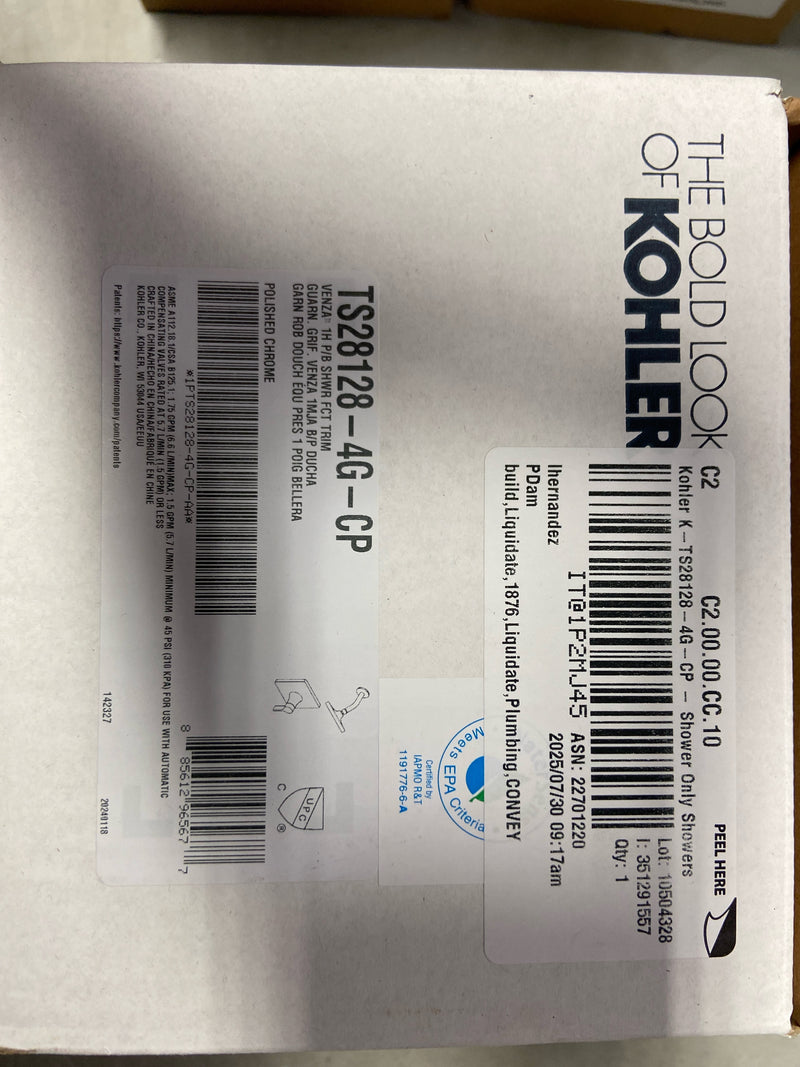 THE BOLD LOOK
OF KOHLER
C2 C2.00.00.CC.10
PEEL HERE
Kohler K-TS28128-4G-CP - Shower Only Showers
Lot: 10504328
I: 351291557
Qty: 1
IT@1P2MJ45
ASN: 22701220
2025/07/30 09:17am
lhernandez
PDam
build,Liquidate,1876,Liquidate,Plumbing,CONVEY
Meets EPA Criteria
Certified by
IAPMO R&T
1191776-6-A
TS28128-4G-CP
VENZA® 1H P/B SHWR FCT TRIM
GUARN. GRIF. VENZA 1MJA B/P DUCHA
GARN ROB DOUCH ÉQU PRES 1 POIG BELLERA
POLISHED CHROME
UPC
C ®
*1PTS28128-4G-CP-AA*
8 85612 96567 7
ASME A112.18.1/CSA B125.1; 1.75 GPM (6.6 L/MIN)MAX; 1.5 GPM (5.7 L/MIN) MINIMUM @ 45 PSI (310 KPA) FOR USE WITH AUTOMATIC
COMPENSATING VALVES RATED AT 5.7 L/MIN (1.5 GPM) OR LESS
CRAFTED IN CHINA/HECHO EN CHINA/FABRIQUÉ EN CHINE
KOHLER CO., KOHLER, WI 53044 USA/EEUU
Patents: https://www.kohlercompany.com/patents
142327
20240118